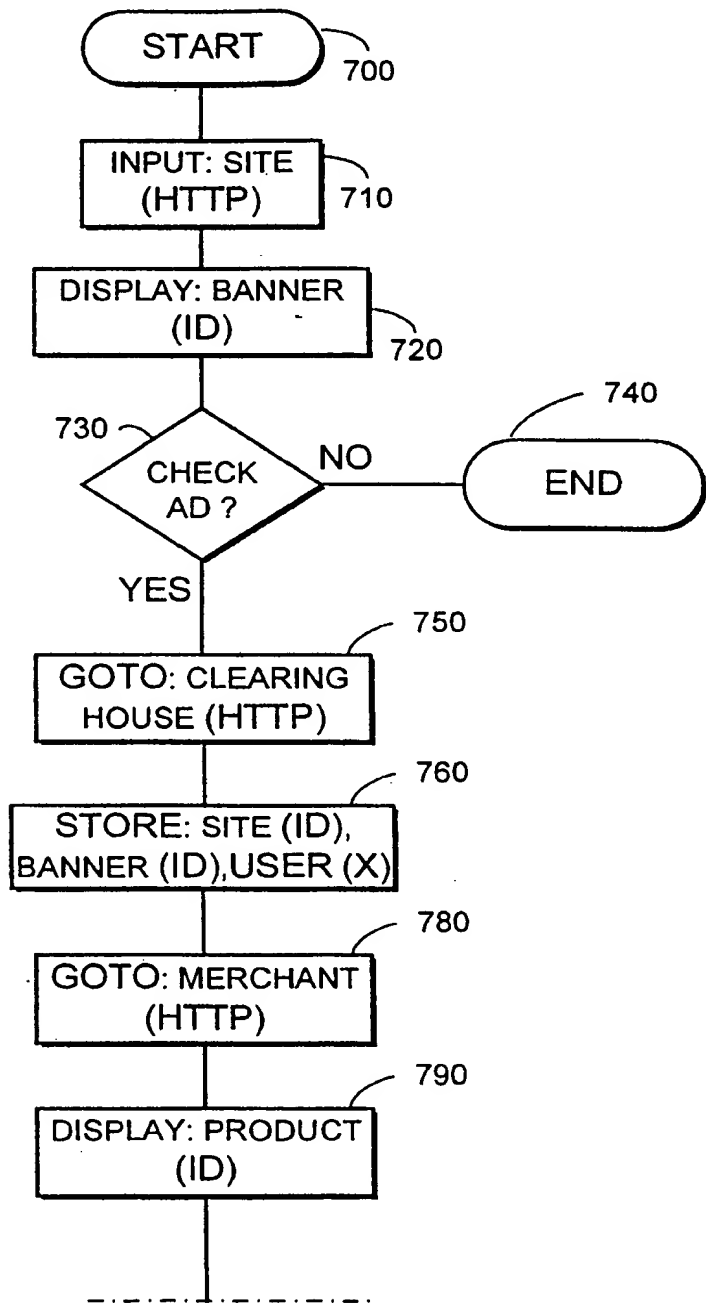 START
700
INPUT: SITE
(HTTP)
710
DISPLAY: BANNER
(ID)
720
730
CHECK
AD ?
NO
740
END
YES
750
GOTO: CLEARING
HOUSE (HTTP)
760
STORE: SITE (ID),
BANNER (ID),USER (X)
780
GOTO: MERCHANT
(HTTP)
790
DISPLAY: PRODUCT
(ID)